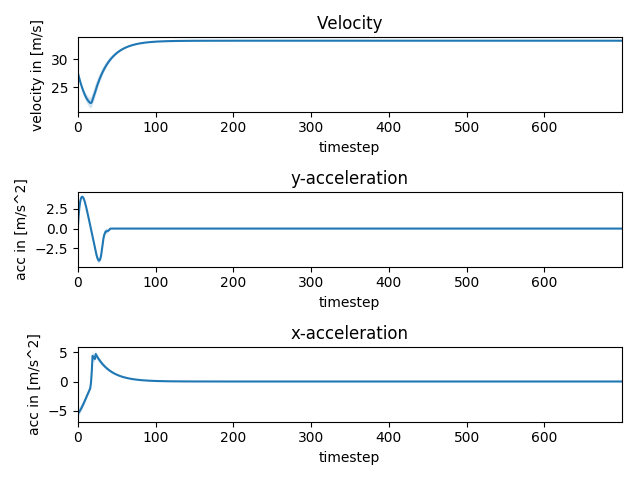 Velocity
velocity in [m/s]
30
25
0 100 200 300 400 500 600
timestep
y-acceleration
acc in [m/s^2]
2.5
0.0
−2.5
0 100 200 300 400 500 600
timestep
x-acceleration
acc in [m/s^2]
5
0
−5
0 100 200 300 400 500 600
timestep